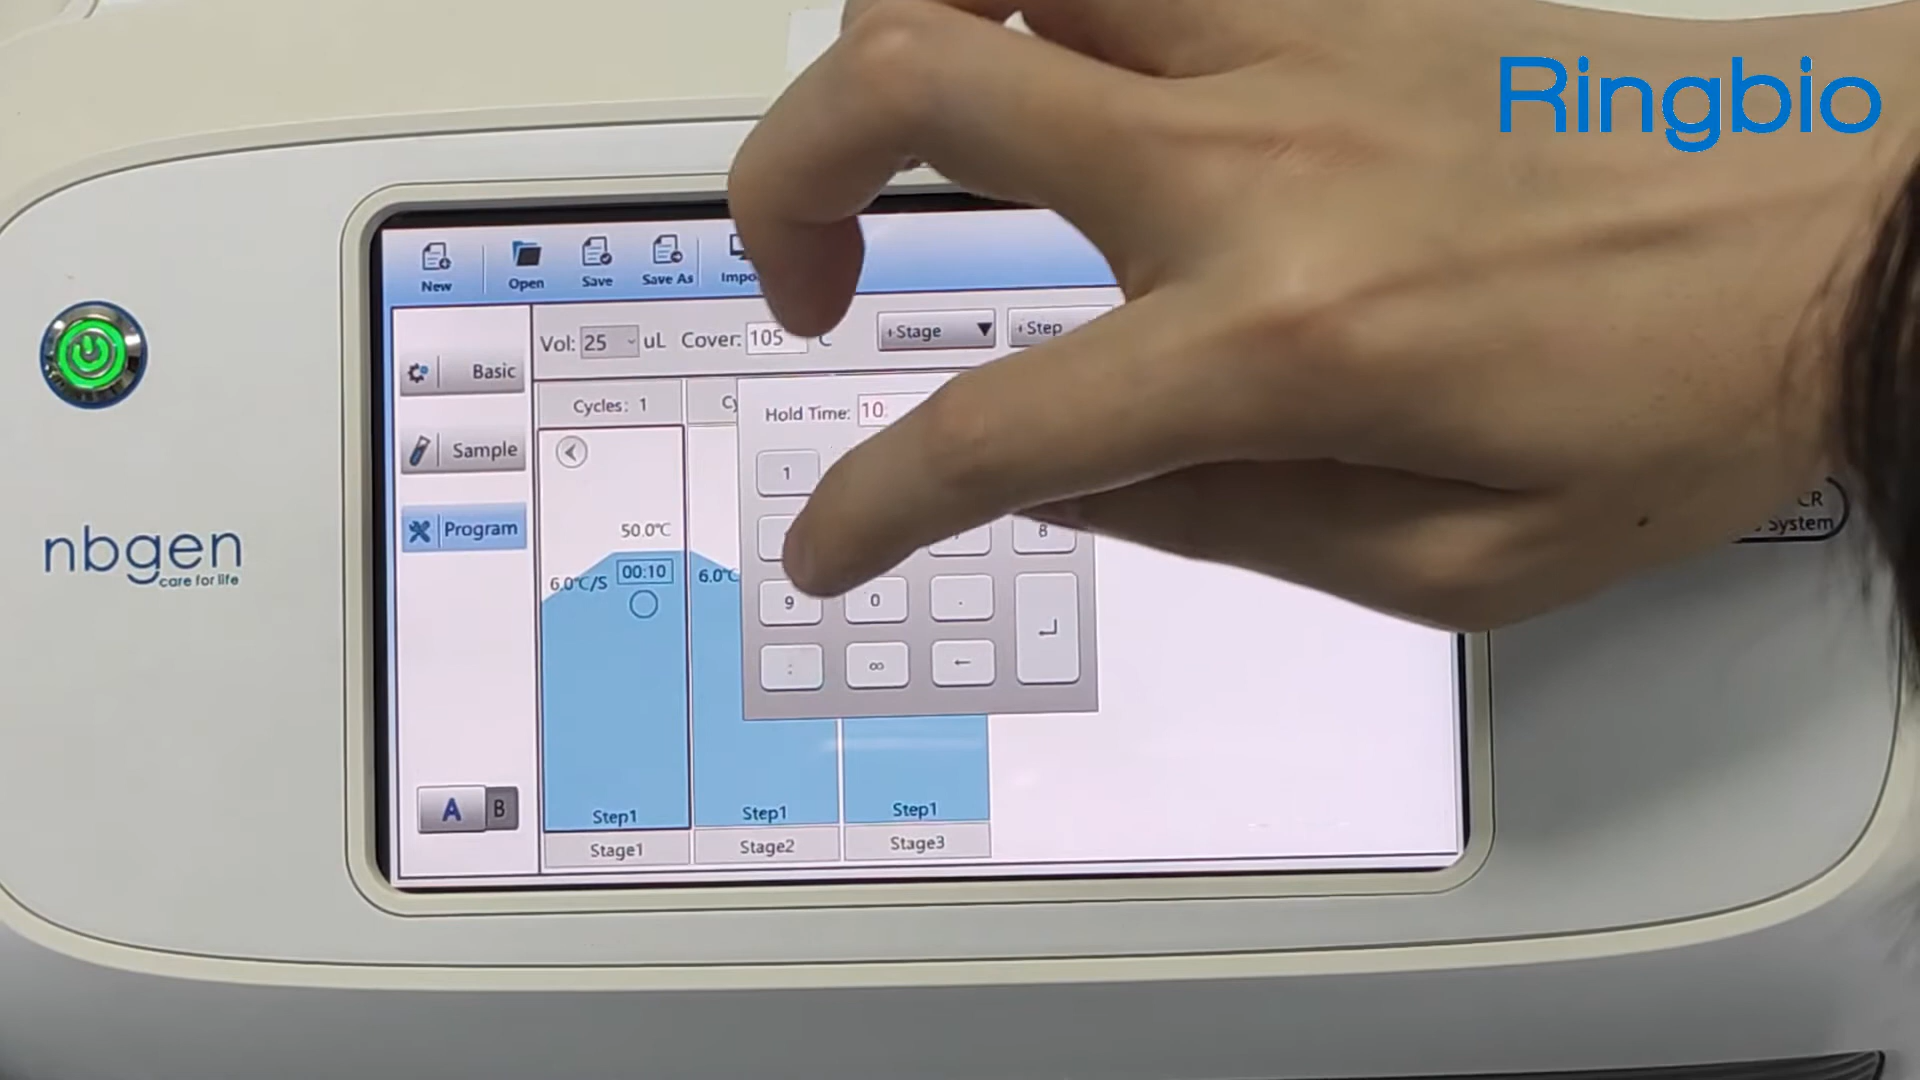 Ringbio
New
Open
Save
Save As
Vol: 25 uL Cover: 105
+Stage
+Step
Basic
Sample
Program
A B
Cycles: 1
50.0℃
6.0℃/S
00:10
6.0℃
Hold Time: 10:
1
8
9
0
.
:
∞
←
Step1
Step1
Step1
Stage1
Stage2
Stage3
nbgen
care for life
System